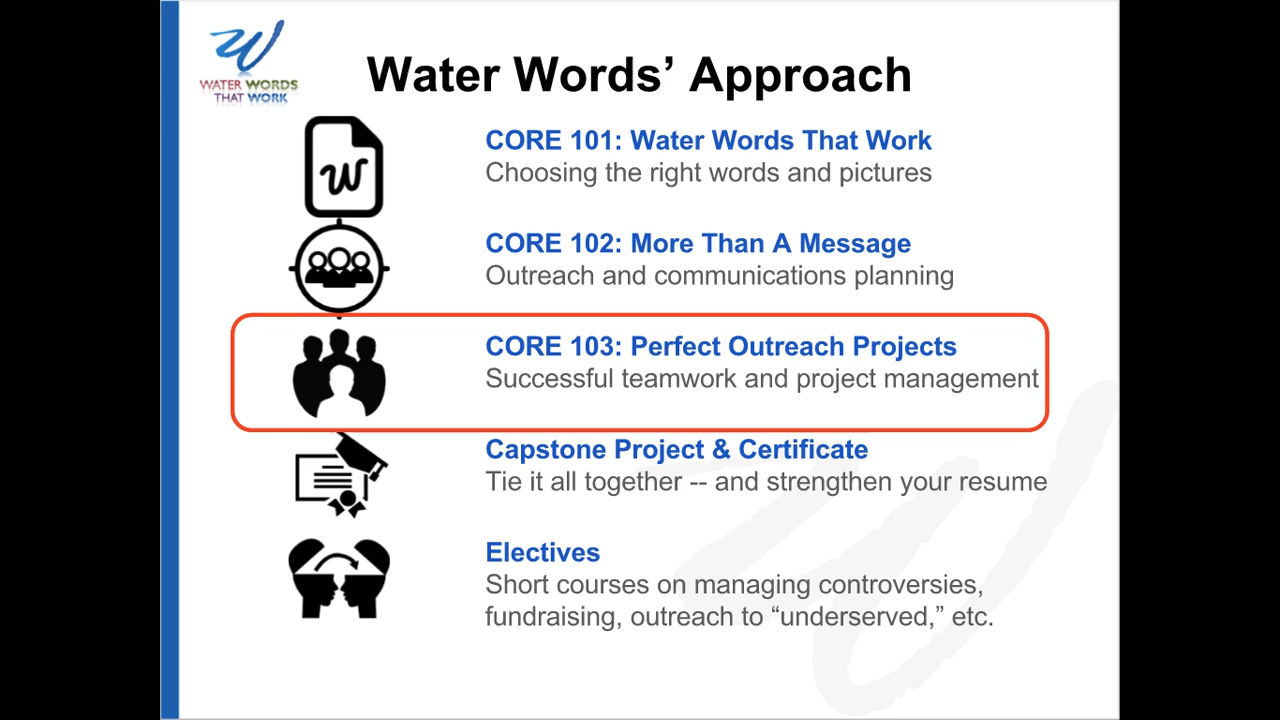 WATER WORDS
THAT WORK
Water Words’ Approach
CORE 101: Water Words That Work
Choosing the right words and pictures
CORE 102: More Than A Message
Outreach and communications planning
CORE 103: Perfect Outreach Projects
Successful teamwork and project management
Capstone Project & Certificate
Tie it all together -- and strengthen your resume
Electives
Short courses on managing controversies,
fundraising, outreach to “underserved,” etc.